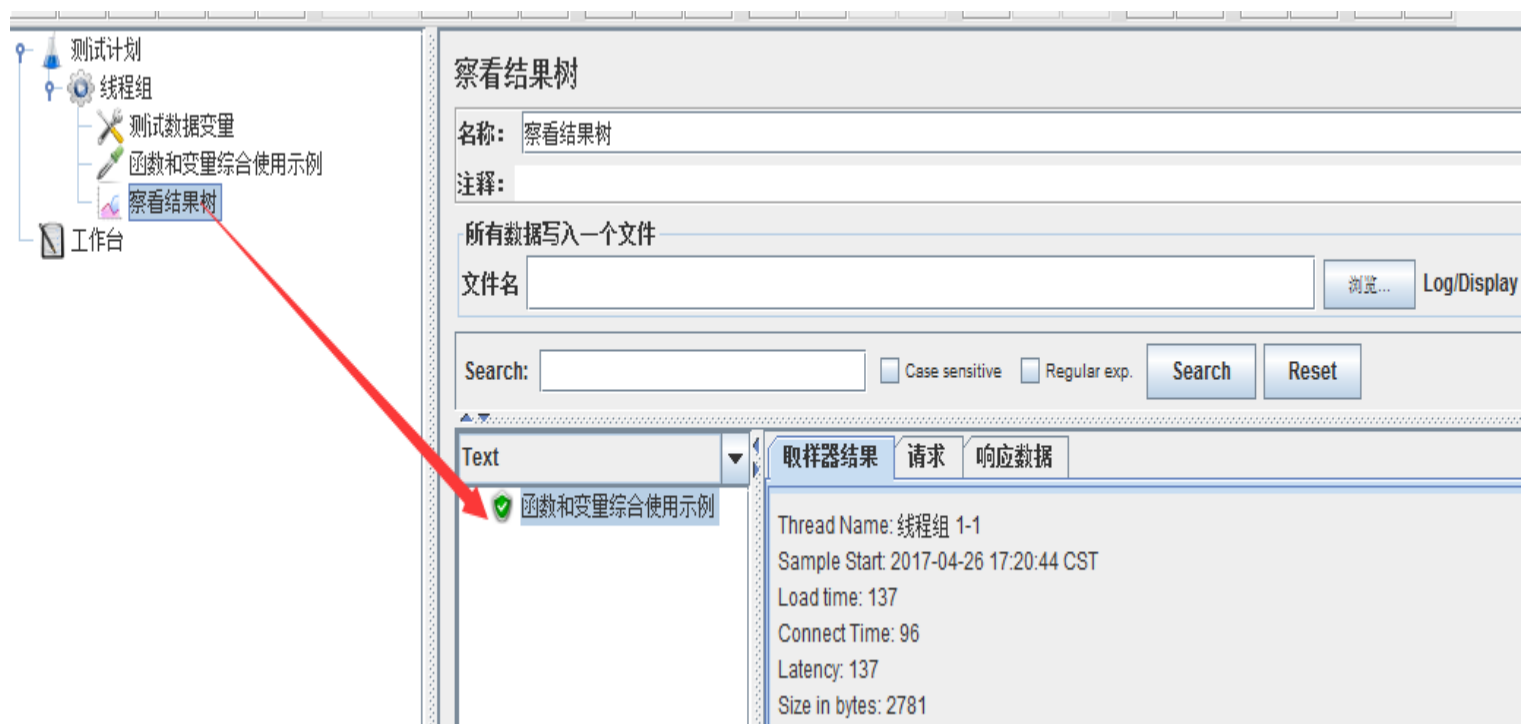 测试计划
线程组
测试数据变量
函数和变量综合使用示例
察看结果树
工作台
察看结果树
名称: 察看结果树
注释:
所有数据写入一个文件
文件名 浏览... Log/Display
Search: Case sensitive Regular exp. Search Reset
Text
函数和变量综合使用示例
取样器结果 请求 响应数据
Thread Name: 线程组 1-1
Sample Start: 2017-04-26 17:20:44 CST
Load time: 137
Connect Time: 96
Latency: 137
Size in bytes: 2781